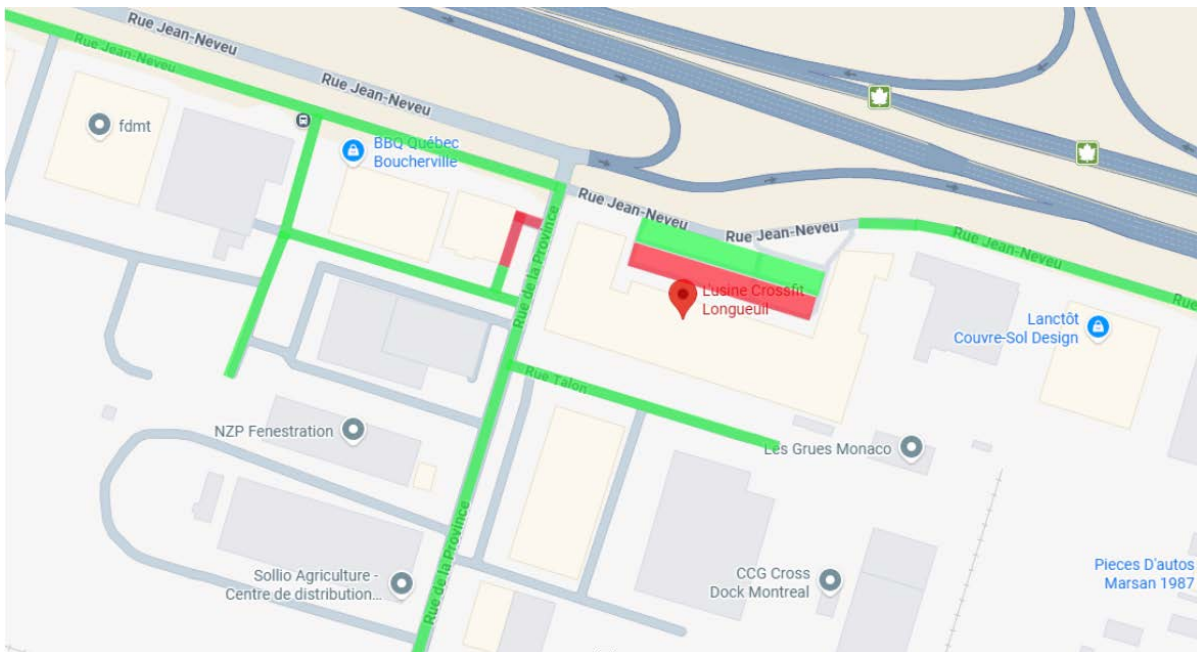 Rue Jean-Neveu
Rue Jean-Neveu
Rue Jean-Neveu
fdmt
BBQ Québec
Boucherville
Rue Jean-Neveu
Rue Jean-Neveu
Rue Jean-Neveu
Rue
L'usine Crossfit
Longueuil
Rue de la Province
Lanctôt
Couvre-Sol Design
Rue Talon
NZP Fenestration
Les Grues Monaco
Rue de la Province
Sollio Agriculture -
Centre de distribution...
CCG Cross
Dock Montreal
Pieces D'autos
Marsan 1987